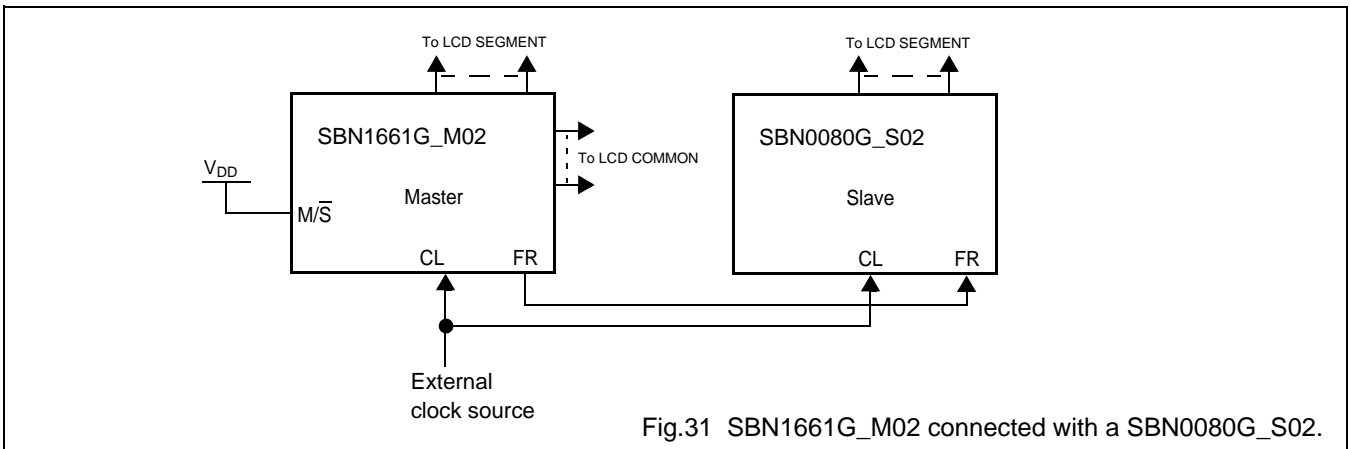 To LCD SEGMENT
SBN1661G_M02
To LCD COMMON
Master
VDD
M/S̅
CL FR
To LCD SEGMENT
SBN0080G_S02
Slave
CL FR
External
clock source
Fig.31 SBN1661G_M02 connected with a SBN0080G_S02.